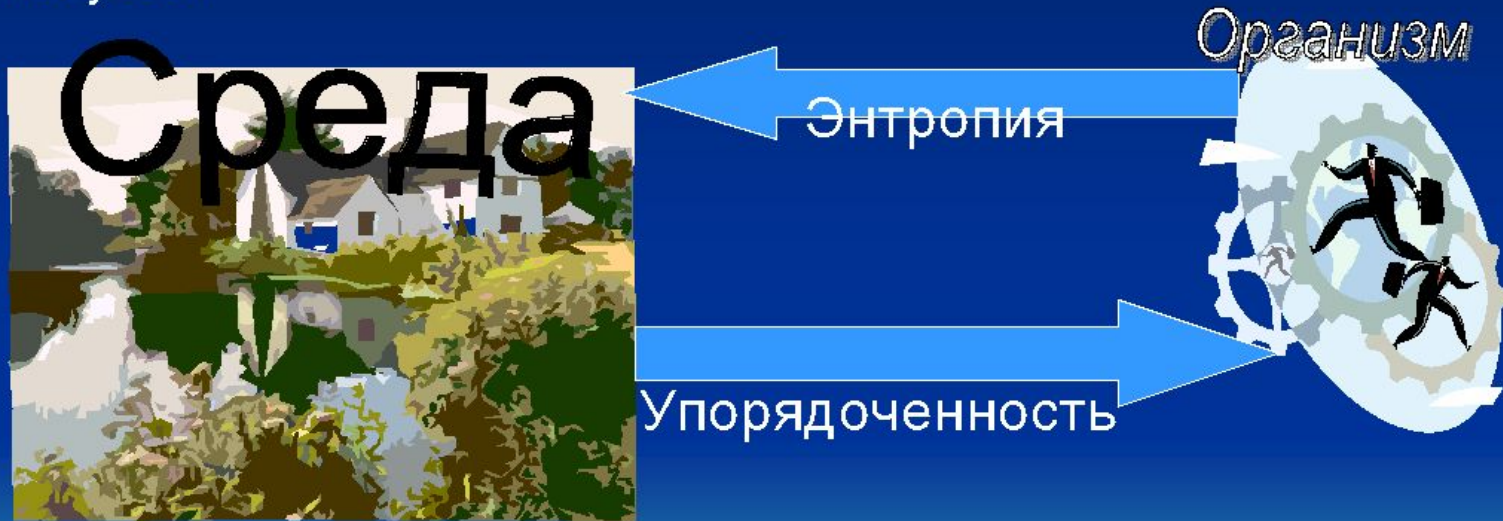 Среда
Организм
Энтропия
Упорядоченность